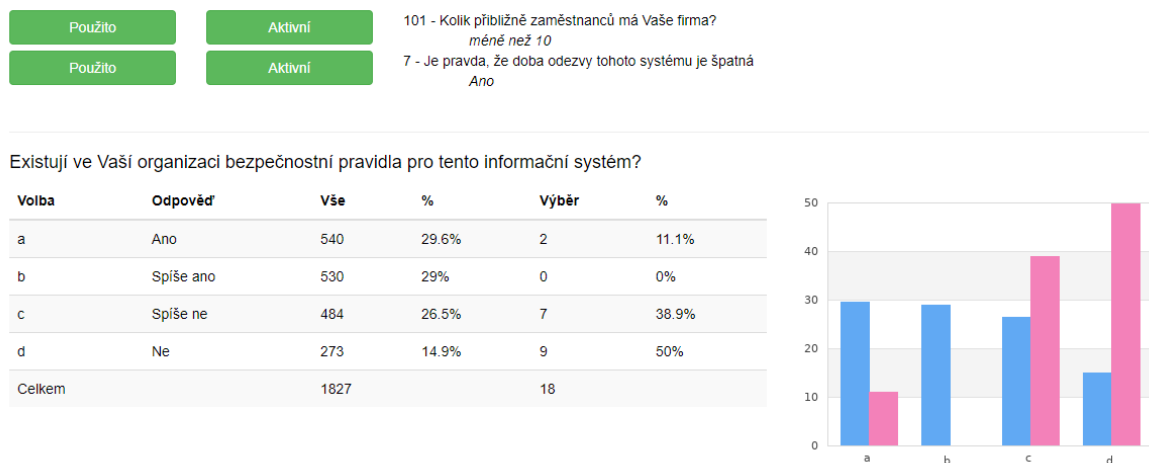 Použito Aktivní 101 - Kolik přibližně zaměstnanců má Vaše firma?
méně než 10
Použito Aktivní 7 - Je pravda, že doba odezvy tohoto systému je špatná
Ano
Existují ve Vaší organizaci bezpečnostní pravidla pro tento informační systém?
Volba Odpověď Vše % Výběr %
a Ano 540 29.6% 2 11.1%
b Spíše ano 530 29% 0 0%
c Spíše ne 484 26.5% 7 38.9%
d Ne 273 14.9% 9 50%
Celkem 1827 18
50
40
30
20
10
0
a b c d